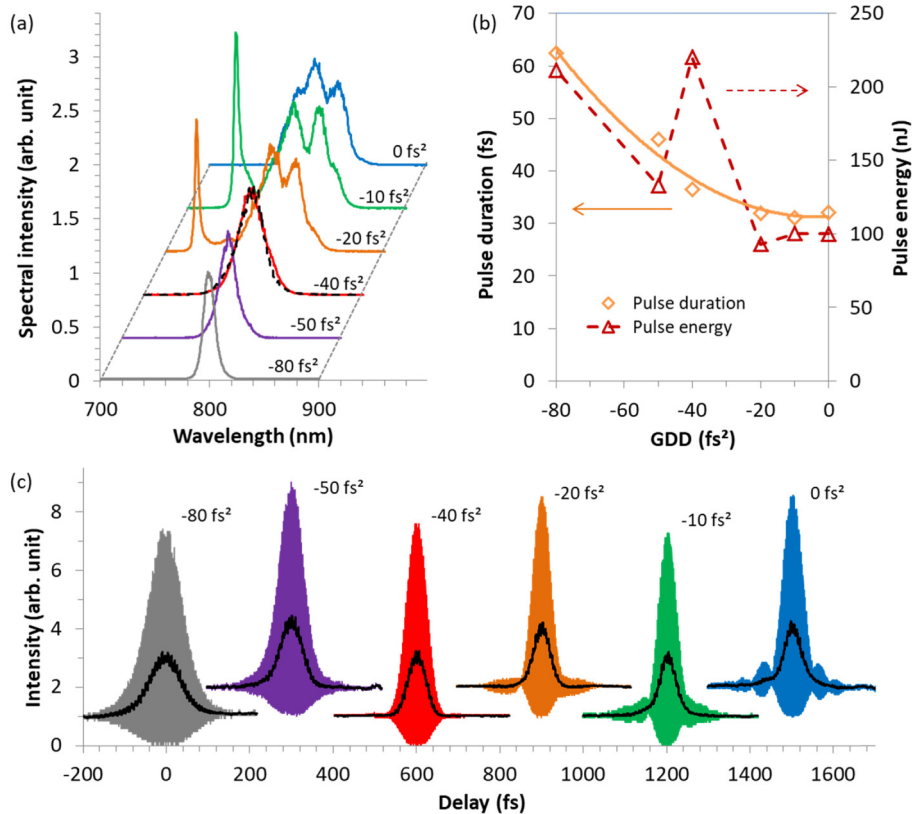 (a)
Spectral intensity (arb. unit)
3
2.5
2
1.5
1
0.5
0
0 fs²
-10 fs²
-20 fs²
-40 fs²
-50 fs²
-80 fs²
700
800
900
Wavelength (nm)
(b)
Pulse duration (fs)
70
60
50
40
30
20
10
0
250
200
150
100
50
0
Pulse energy (nJ)
Pulse duration
Pulse energy
-80
-60
-40
-20
0
GDD (fs²)
(c)
Intensity (arb. unit)
8
6
4
2
0
-80 fs²
-50 fs²
-40 fs²
-20 fs²
-10 fs²
0 fs²
-200
0
200
400
600
800
1000
1200
1400
1600
Delay (fs)